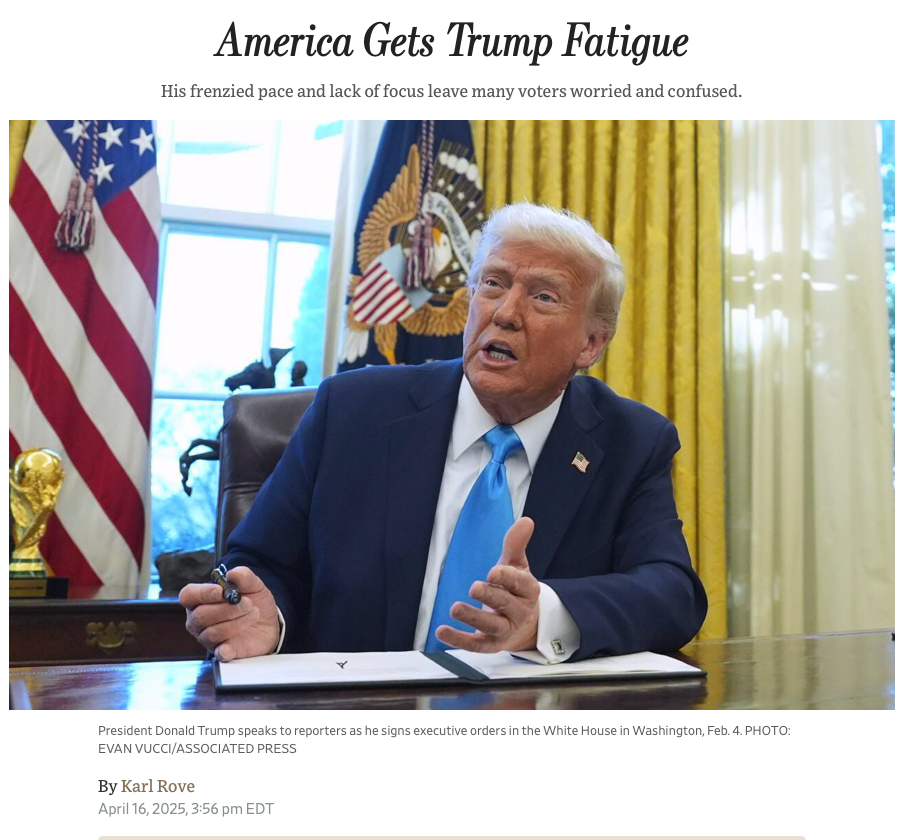 America Gets Trump Fatigue
His frenzied pace and lack of focus leave many voters worried and confused.
President Donald Trump speaks to reporters as he signs executive orders in the White House in Washington, Feb. 4. PHOTO:
EVAN VUCCI/ASSOCIATED PRESS
By Karl Rove
April 16, 2025, 3:56 pm EDT